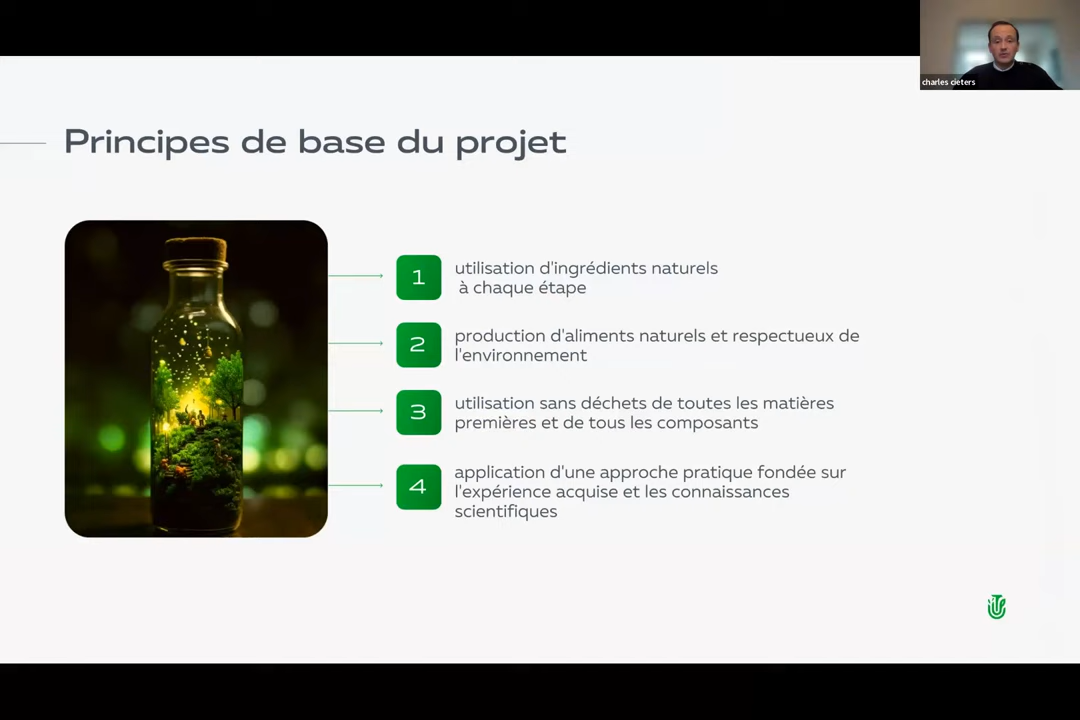 charles cieters
Principes de base du projet
1
utilisation d'ingrédients naturels
à chaque étape
2
production d'aliments naturels et respectueux de
l'environnement
3
utilisation sans déchets de toutes les matières
premières et de tous les composants
4
application d'une approche pratique fondée sur
l'expérience acquise et les connaissances
scientifiques